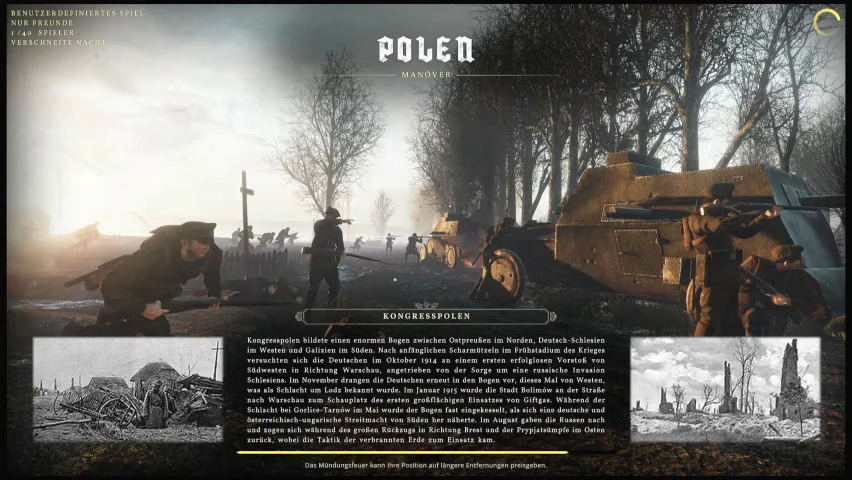 BENUTZERDEFINIERTES SPIEL
NUR FREUNDE
1 / 40 SPIELER
VERSCHNEITE NACHT
POLEN
MANÖVER
KONGRESSPOLEN
Kongresspolen bildete einen enormen Bogen zwischen Ostpreußen im Norden, Deutsch-Schlesien
im Westen und Galizien im Süden. Nach anfänglichen Scharmützeln im Frühstadium des Krieges
versuchten sich die Deutschen im Oktober 1914 an einem ersten erfolglosen Vorstoß von
Südwesten in Richtung Warschau, angetrieben von der Sorge um eine russische Invasion
Schlesiens. Im November drangen die Deutschen erneut in den Bogen vor, dieses Mal von Westen,
was als Schlacht um Lodz bekannt wurde. Im Januar 1915 wurde die Stadt Bolimów an der Straße
nach Warschau zum Schauplatz des ersten großflächigen Einsatzes von Giftgas. Während der
Schlacht bei Gorlice-Tarnów im Mai wurde der Bogen fast eingekesselt, als sich eine deutsche und
österreichisch-ungarische Streitmacht von Süden her näherte. Im August gaben die Russen nach
und zogen sich während des großen Rückzugs in Richtung Brest und der Prypjatsümpfe im Osten
zurück, wobei die Taktik der verbrannten Erde zum Einsatz kam.
Das Mündungsfeuer kann Ihre Position auf längere Entfernungen preisgeben.